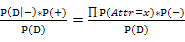 P(D|−)*P(+) / P(D) = ∏ P(Attr=x)*P(−) / P(D)